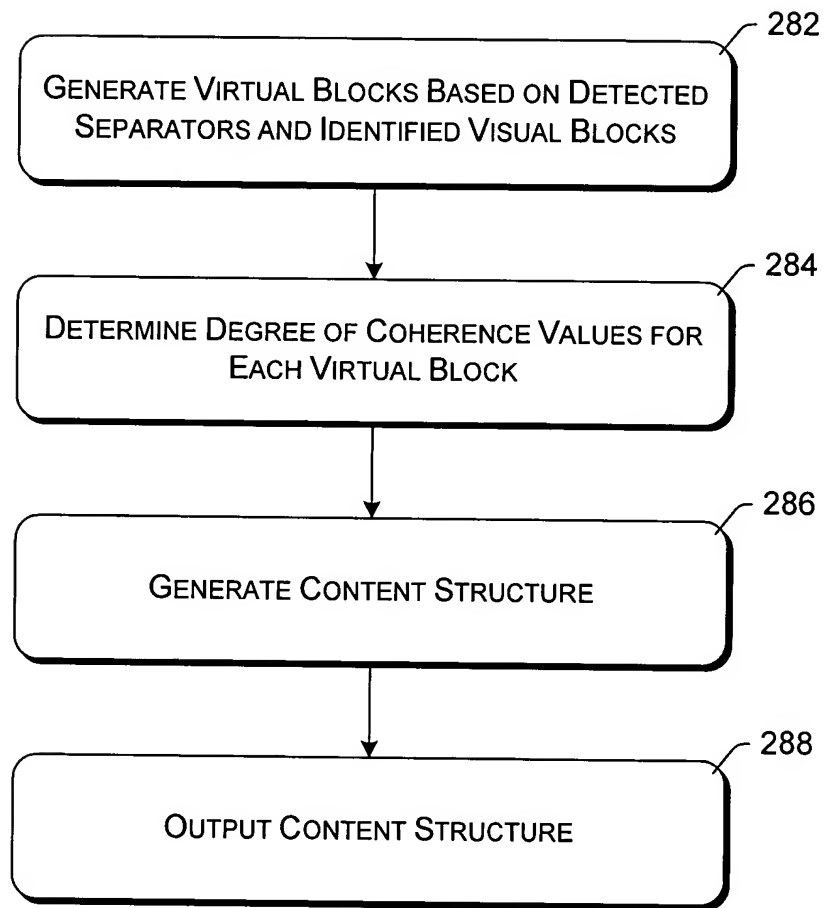 282
GENERATE VIRTUAL BLOCKS BASED ON DETECTED
SEPARATORS AND IDENTIFIED VISUAL BLOCKS
284
DETERMINE DEGREE OF COHERENCE VALUES FOR
EACH VIRTUAL BLOCK
286
GENERATE CONTENT STRUCTURE
288
OUTPUT CONTENT STRUCTURE